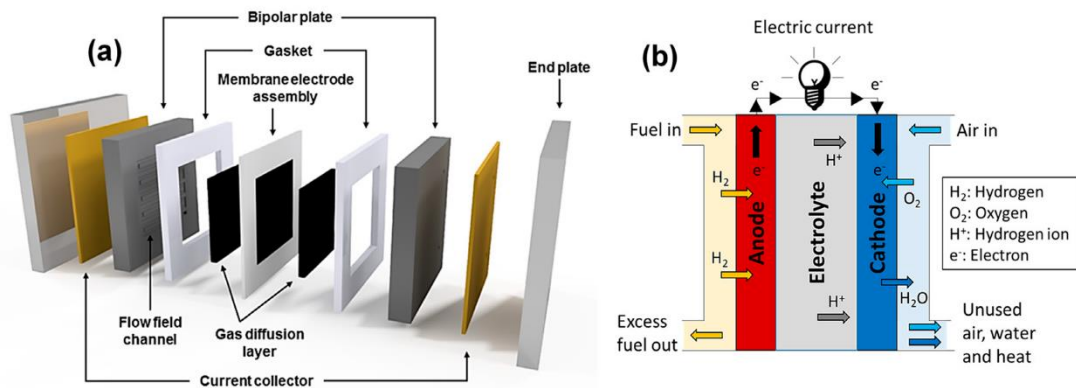 (a)
Bipolar plate
Gasket
Membrane electrode
assembly
End plate
Flow field
channel
Gas diffusion
layer
Current collector
(b)
Electric current
e-
e-
Fuel in
Air in
H+
e-
e-
H2
O2
Anode
Electrolyte
Cathode
H2
H2O
H+
Excess
fuel out
Unused
air, water
and heat
H2: Hydrogen
O2: Oxygen
H+: Hydrogen ion
e-: Electron